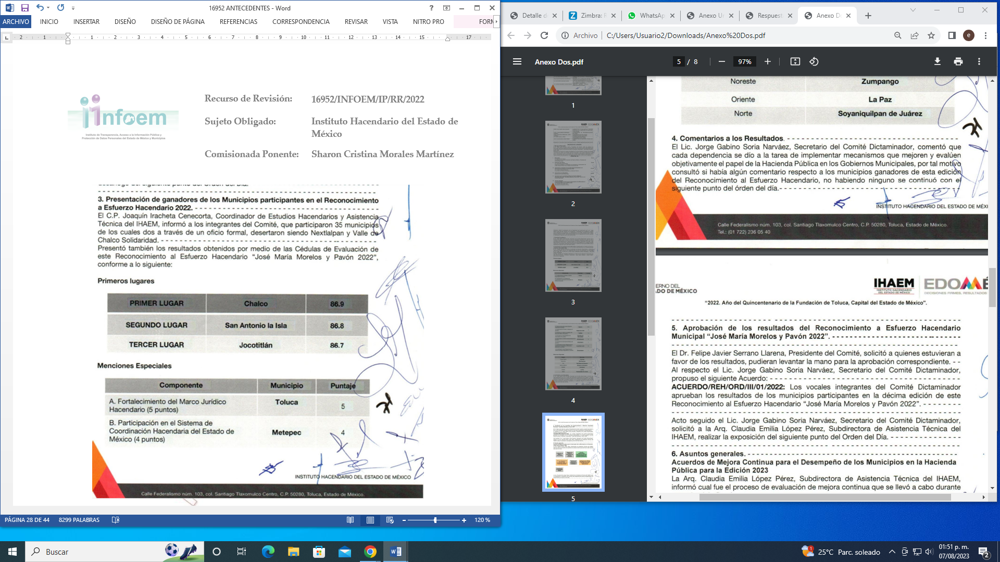 16952 ANTECEDENTES - Word
ARCHIVO INICIO INSERTAR DISEÑO DISEÑO DE PÁGINA REFERENCIAS CORRESPONDENCIA REVISAR VISTA NITRO PRO FORM
2 1 1 2 3 4 5 6 7 8 9 10 11 12 13 14 15 17
infoem
Instituto de Transparencia, Acceso a la Información Pública y
Protección de Datos Personales del Estado de México y Municipios
Recurso de Revisión: 16952/INFOEM/IP/RR/2022
Sujeto Obligado: Instituto Hacendario del Estado de
México
Comisionada Ponente: Sharon Cristina Morales Martínez
3. Presentación de ganadores de los Municipios participantes en el Reconocimiento
a Esfuerzo Hacendario 2022. - - - - - - - - - - - - - - - - - - - - - - - - - - - - - - - - - - - - - - - -
El C.P. Joaquín Iracheta Cenecorta, Coordinador de Estudios Hacendarios y Asistencia
Técnica del IHAEM, informó a los integrantes del Comité, que participaron 35 municipios
de los cuales dos a través de un oficio formal, desertaron siendo Nextlalpan y Valle de
Chalco Solidaridad. - - - - - - - - - - - - - - - - - - - - - - - - - - - - - - - - - - - - - - - - - - - - - -
Presentó también los resultados obtenidos por medio de las Cédulas de Evaluación de
este Reconocimiento al Esfuerzo Hacendario “José María Morelos y Pavón 2022”,
conforme a lo siguiente:
Primeros lugares
PRIMER LUGAR Chalco 86.9
SEGUNDO LUGAR San Antonio la Isla 86.8
TERCER LUGAR Jocotitlán 86.7
Menciones Especiales
Componente Municipio Puntaje
A. Fortalecimiento del Marco Jurídico
Hacendario (5 puntos) Toluca 5
B. Participación en el Sistema de
Coordinación Hacendaria del Estado de
México (4 puntos) Metepec 4
INSTITUTO HACENDARIO DEL ESTADO DE MÉXICO
Calle Federalismo núm. 103, col. Santiago Tlaxomulco Centro, C.P. 50280, Toluca, Estado de México.
PÁGINA 28 DE 44 8299 PALABRAS 120 %
Detalle d Zimbra: R WhatsAp Anexo Un Respuest Anexo D
Archivo C:/Users/Usuario2/Downloads/Anexo%20Dos.pdf e
Anexo Dos.pdf 5 / 8 97%
1
2
3
4
5
Noreste Zumpango
Oriente La Paz
Norte Soyaniquilpan de Juárez
4. Comentarios a los Resultados. - - - - - - - - - - - - - - - - - - - - - - - - - - - - - - - - - - - -
El Lic. Jorge Gabino Soria Narváez, Secretario del Comité Dictaminador, comentó que
cada dependencia se dío a la tarea de implementar mecanismos que mejoren y evalúen
objetivamente el papel de la Hacienda Pública en los Gobiernos Municipales, por tal motivo
consultó si había algún comentario respecto a los municipios ganadores de esta edición
del Reconocimiento al Esfuerzo Hacendario, no habiendo ninguno se continuó con el
siguiente punto del órden del día.- - - - - - - - - - - - - - - - - - - - - - - - - - - - - - - - - - - - -
INSTITUTO HACENDARIO DEL ESTADO DE MÉXI
Calle Federalismo núm. 103, col. Santiago Tlaxomulco Centro, C.P. 50280, Toluca, Estado de México.
Tel.: (01 722) 236 05 40
ERNO DEL
DO DE MÉXICO
IHAEM
INSTITUTO HACENDARIO
DEL ESTADO DE MÉXICO
EDOMÉ
DECISIONES FIRMES, RESULTADOS
“2022. Año del Quincentenario de la Fundación de Toluca, Capital del Estado de México”.
5. Aprobación de los resultados del Reconocimiento a Esfuerzo Hacendario
Municipal “José María Morelos y Pavón 2022”. - - - - - - - - - - - - - - - - - - - - - - - - - -
El Dr. Felipe Javier Serrano Llarena, Presidente del Comité, solicitó a quienes estuvieran a
favor de los resultados, pudieran levantar la mano para la aprobación correspondiente. - -
Al respecto el Lic. Jorge Gabino Soria Narváez, Secretario del Comité Dictaminador,
propuso el siguiente Acuerdo: - - - - - - - - - - - - - - - - - - - - - - - - - - - - - - - - - - - - - - -
ACUERDO/REH/ORD/III/01/2022: Los vocales integrantes del Comité Dictaminador
aprueban los resultados de los municipios participantes en la décima edición de este
Reconocimiento al Esfuerzo Hacendario “José María Morelos y Pavón 2022”. - - - - - - - -
Acto seguido el Lic. Jorge Gabino Soria Narváez, Secretario del Comité Dictaminador,
solicitó a la Arq. Claudia Emilia López Pérez, Subdirectora de Asistencia Técnica del
IHAEM, realizar la exposición del siguiente punto del Orden del Día. - - - - - - - - - - - - - -
6. Asuntos generales. - - - - - - - - - - - - - - - - - - - - - - - - - - - - - - - - - - - - - - - - - - - -
Acuerdos de Mejora Continua para el Desempeño de los Municipios en la Hacienda
Pública para la Edición 2023
La Arq. Claudia Emilia López Pérez, Subdirectora de Asistencia Técnica del IHAEM,
informó cual fue el proceso de evaluación de mejora continua que se llevó a cabo durante
Buscar
1 25°C Parc. soleado 01:51 p. m.
07/08/2023 2